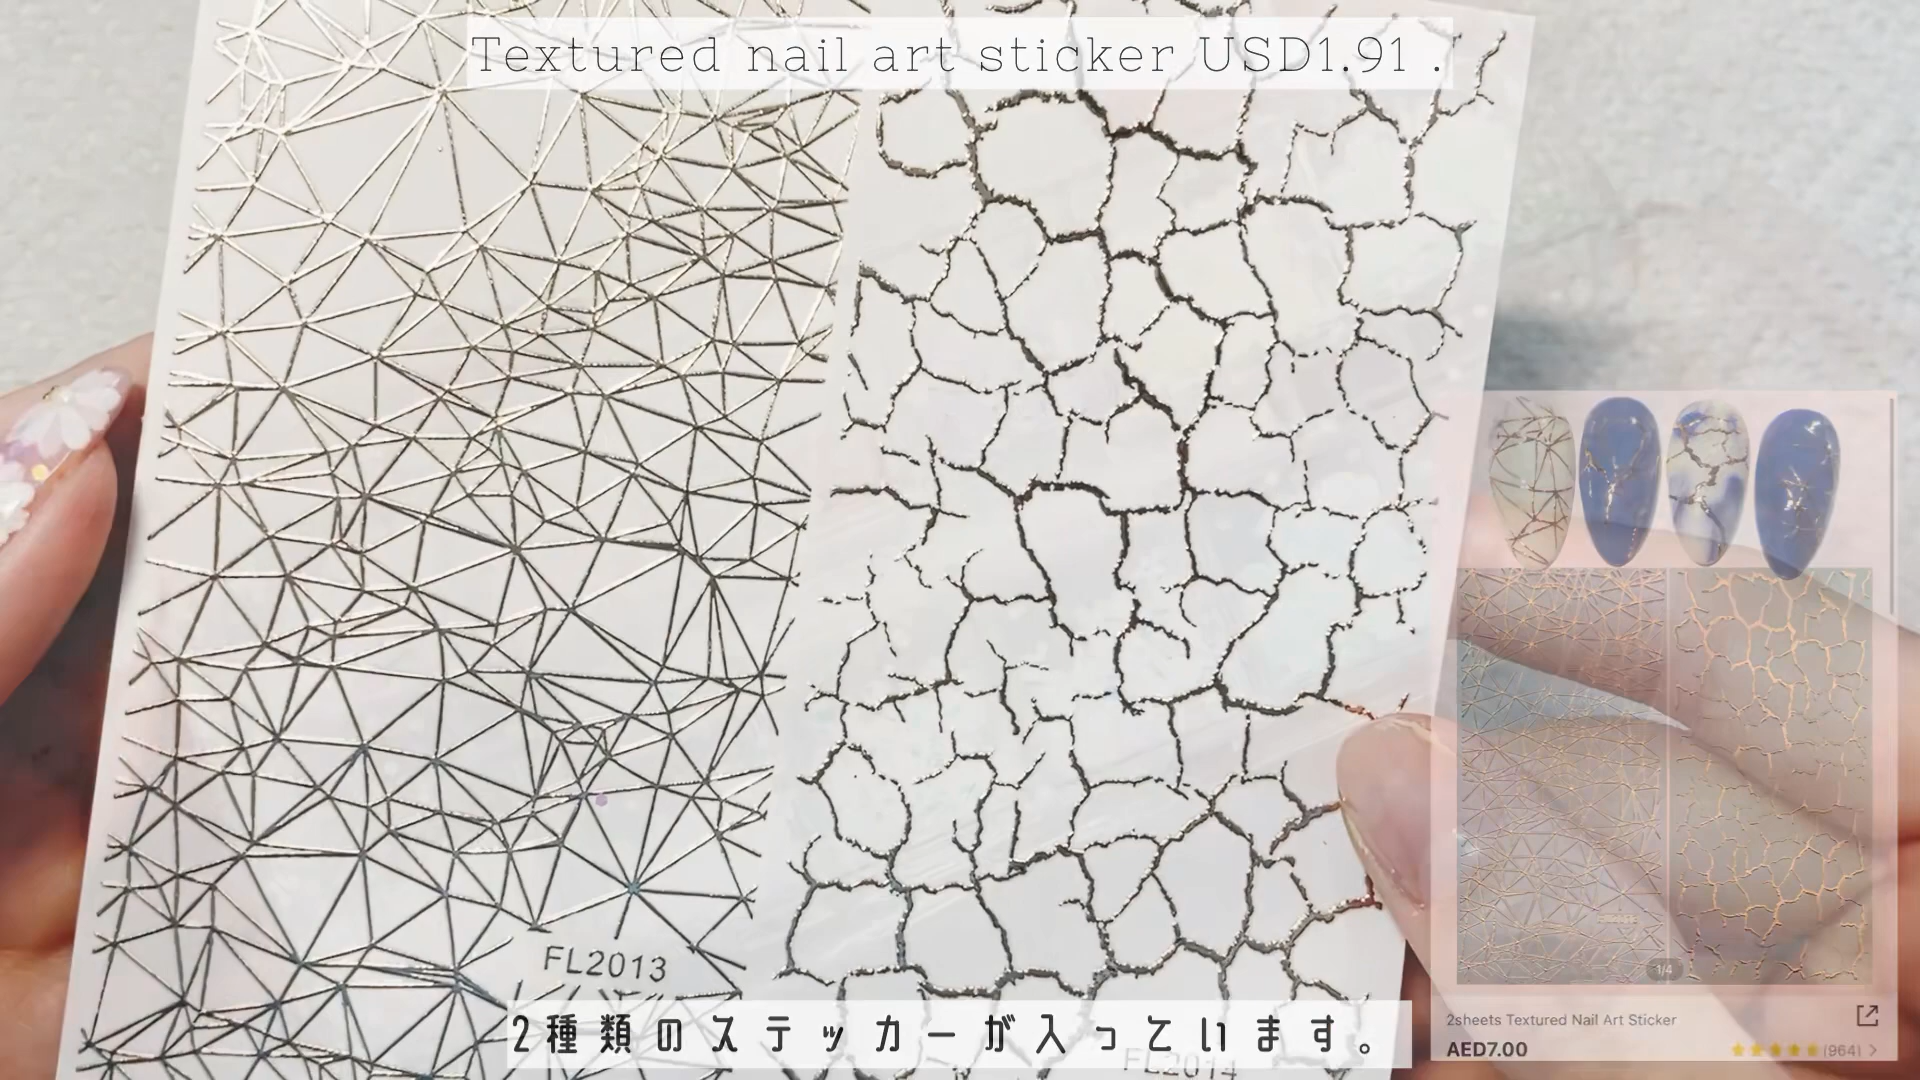 Textured nail art sticker USD1.91 .
FL2013
1/4
2種類のステッカーが入っています。
FL2014
2sheets Textured Nail Art Sticker
AED7.00
(964)